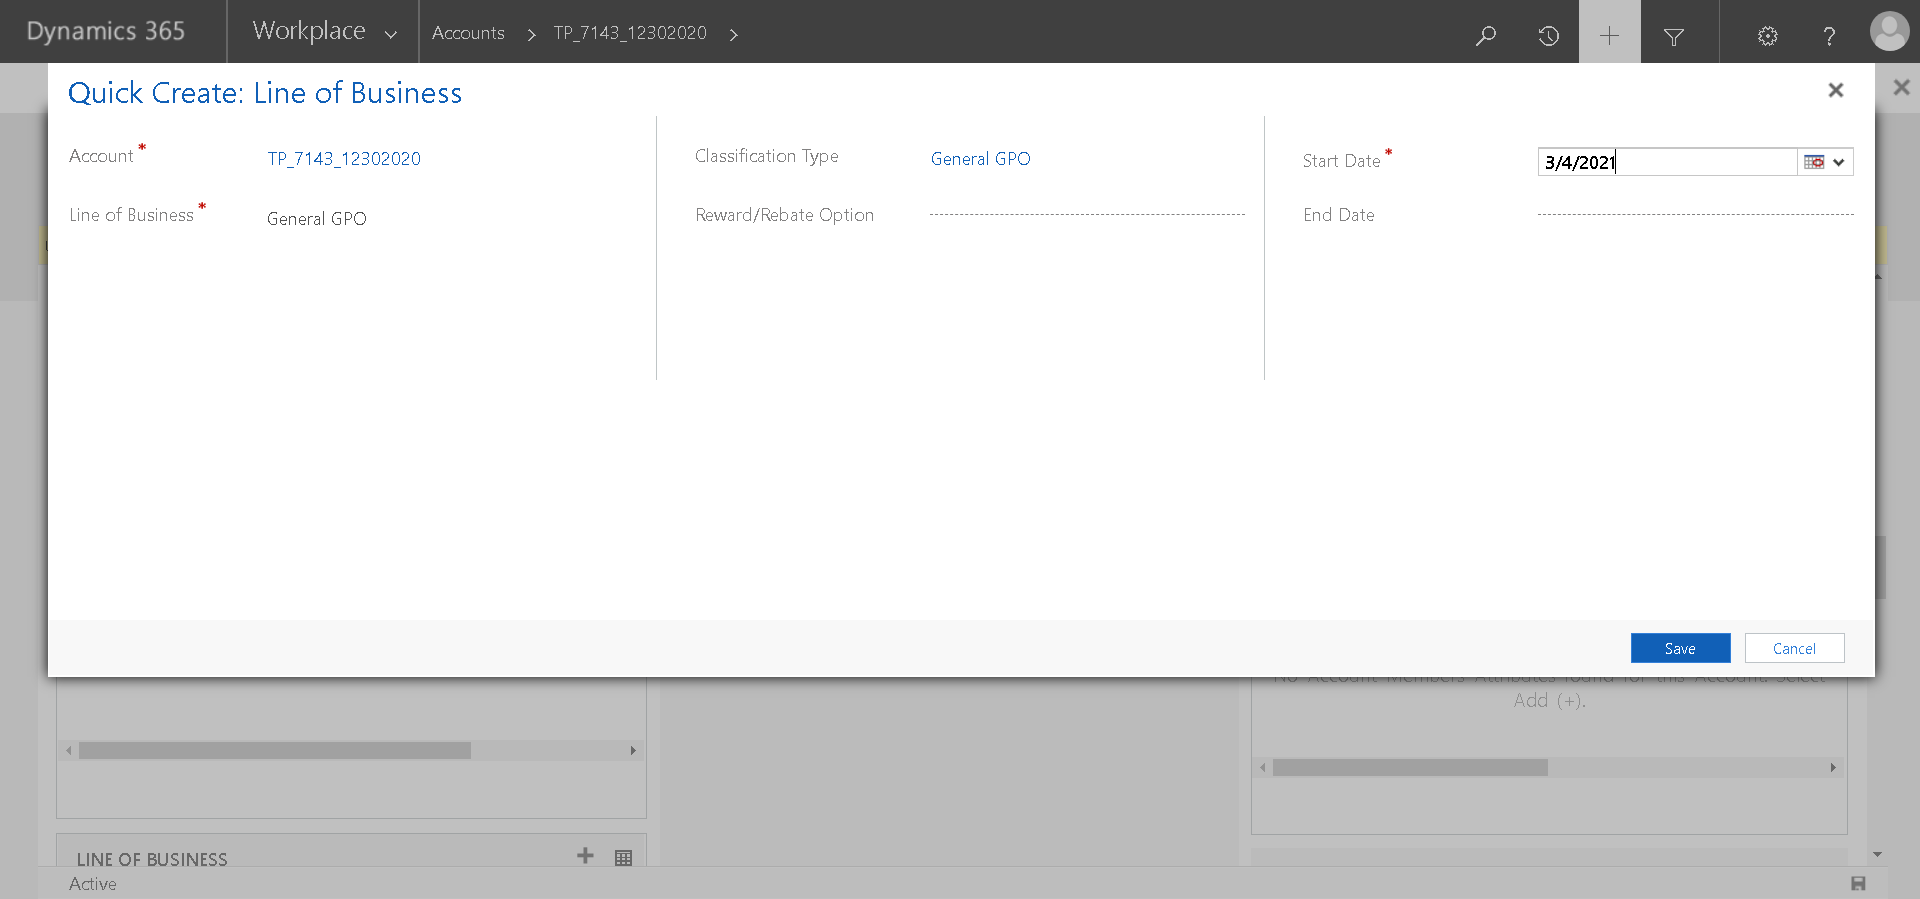 Dynamics 365
Workplace
Accounts
TP_7143_12302020
Quick Create: Line of Business
Account *
TP_7143_12302020
Classification Type
General GPO
Start Date *
3/4/2021
Line of Business *
General GPO
Reward/Rebate Option
End Date
Save
Cancel
No Account Members Attributes found for this Account. Select
Add (+).
LINE OF BUSINESS
Active